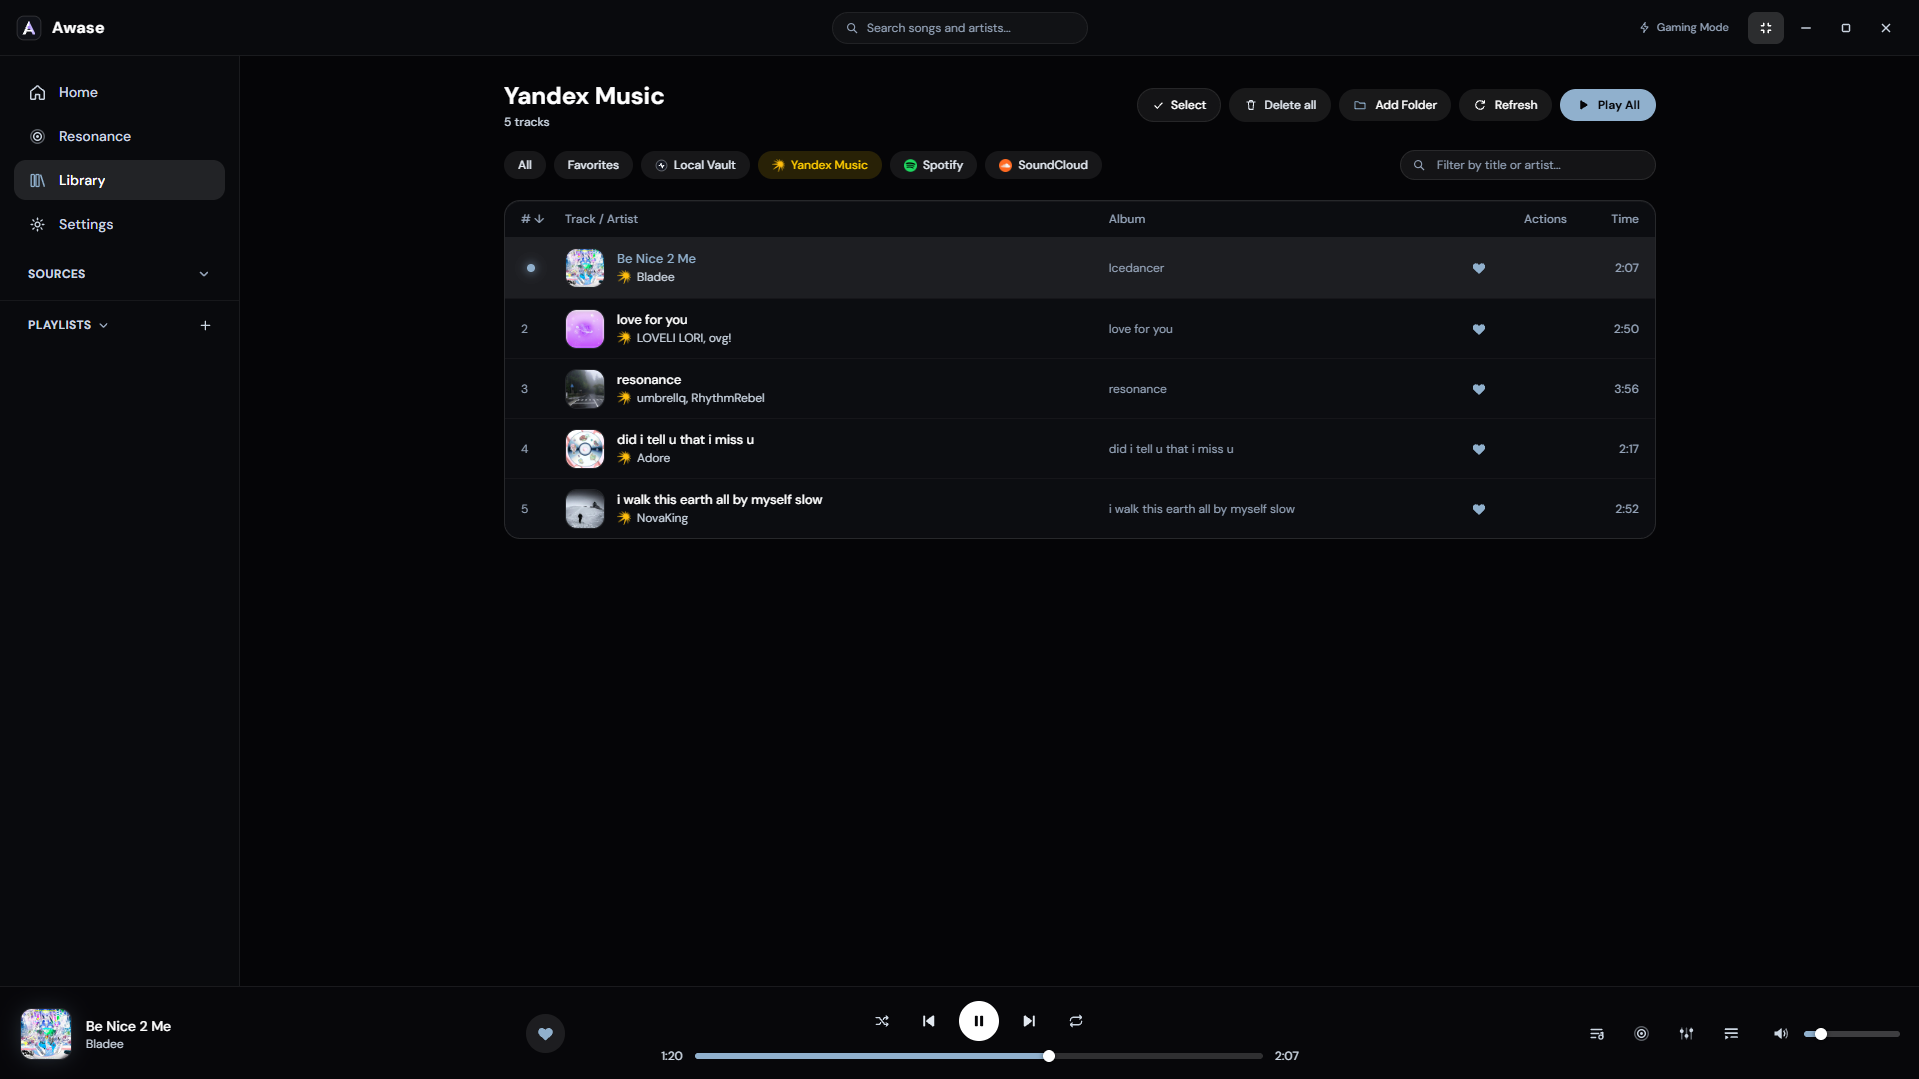 Awase
Search songs and artists...
Gaming Mode
Home
Resonance
Library
Settings
SOURCES
PLAYLISTS
Yandex Music
5 tracks
Select
Delete all
Add Folder
Refresh
Play All
All
Favorites
Local Vault
Yandex Music
Spotify
SoundCloud
Filter by title or artist...
# Track / Artist Album Actions Time
Be Nice 2 Me
Bladee
Icedancer
2:07
2
love for you
LOVELI LORI, ovg!
love for you
2:50
3
resonance
umbrellq, RhythmRebel
resonance
3:56
4
did i tell u that i miss u
Adore
did i tell u that i miss u
2:17
5
i walk this earth all by myself slow
NovaKing
i walk this earth all by myself slow
2:52
Be Nice 2 Me
Bladee
1:20
2:07